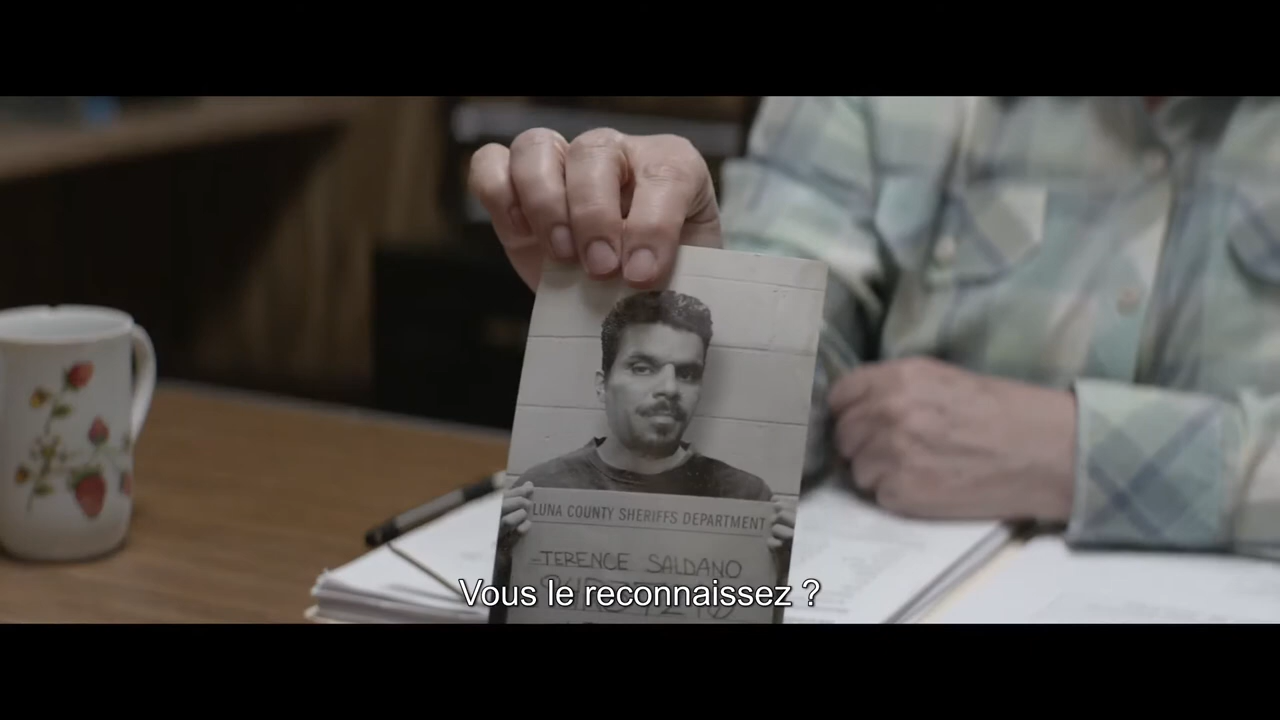 LUNA COUNTY SHERIFFS DEPARTMENT
TERENCE SALDANO
Vous le reconnaissez ?